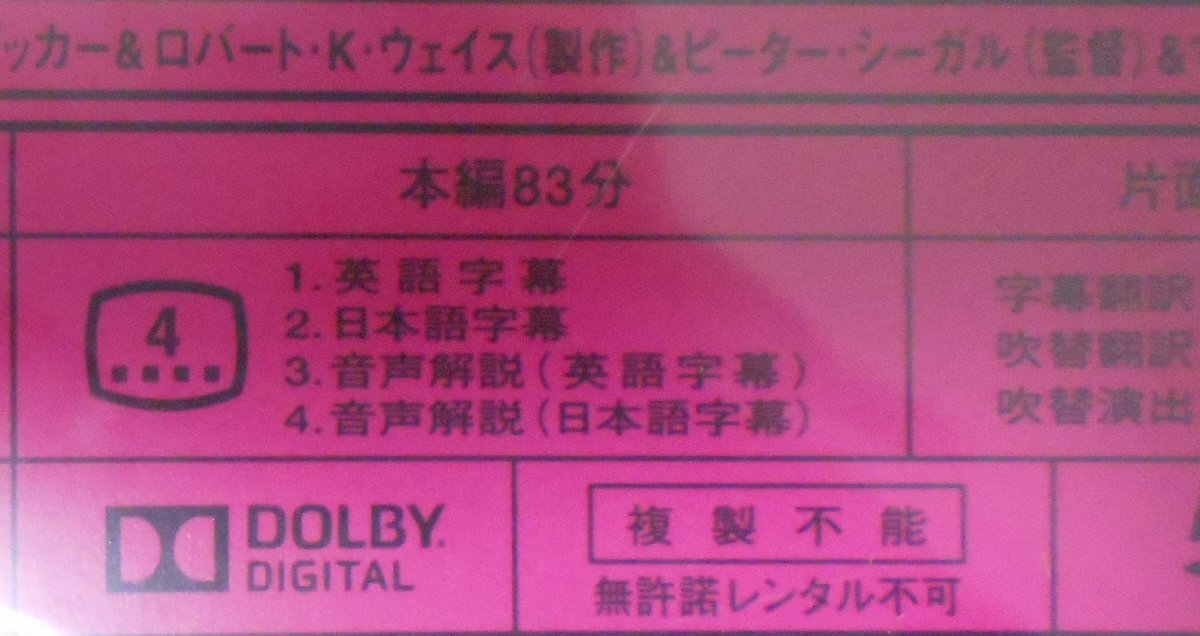 ッカー&ロバート・K・ウェイス(製作)&ピーター・シーガル(監督)&
本編83分
片面
4
1.英語字幕
2.日本語字幕
3.音声解説(英語字幕)
4.音声解説(日本語字幕)
字幕翻訳
吹替翻訳
吹替演出
DOLBY
DIGITAL
複製不能
無許諾レンタル不可